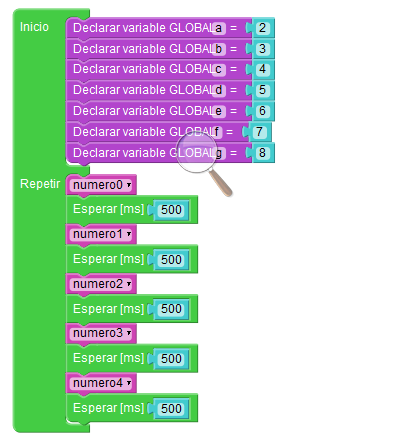 Inicio
Declarar variable GLOBAL a = 2
Declarar variable GLOBAL b = 3
Declarar variable GLOBAL c = 4
Declarar variable GLOBAL d = 5
Declarar variable GLOBAL e = 6
Declarar variable GLOBAL f = 7
Declarar variable GLOBAL g = 8
Repetir
numero0
Esperar [ms] 500
numero1
Esperar [ms] 500
numero2
Esperar [ms] 500
numero3
Esperar [ms] 500
numero4
Esperar [ms] 500